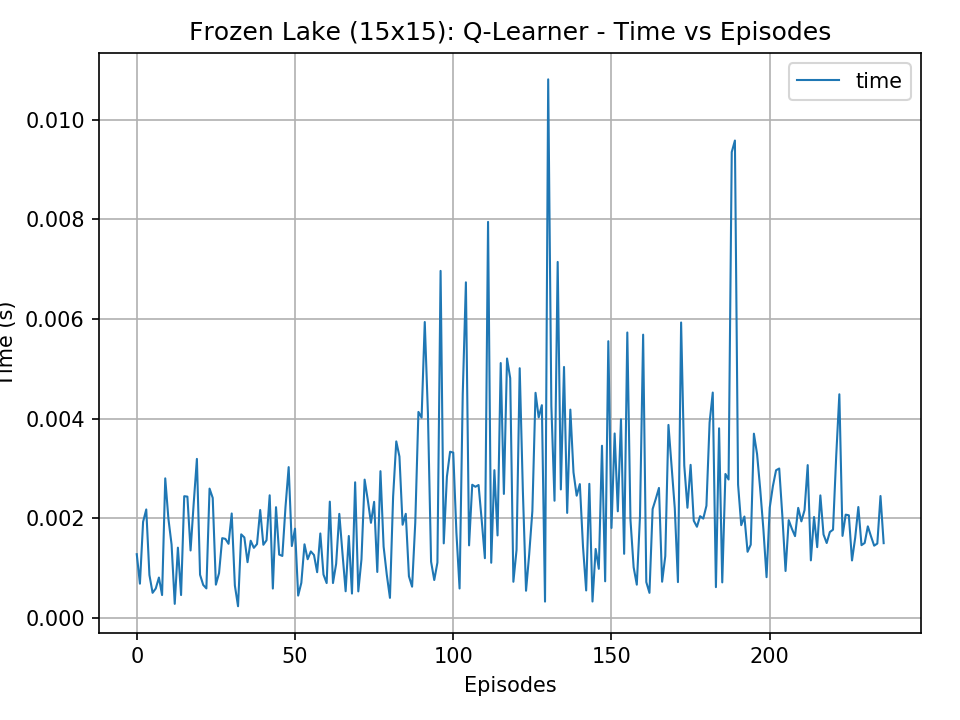 Frozen Lake (15x15): Q-Learner - Time vs Episodes
time
0.010
0.008
0.006
0.004
0.002
0.000
Time (s)
0 50 100 150 200
Episodes